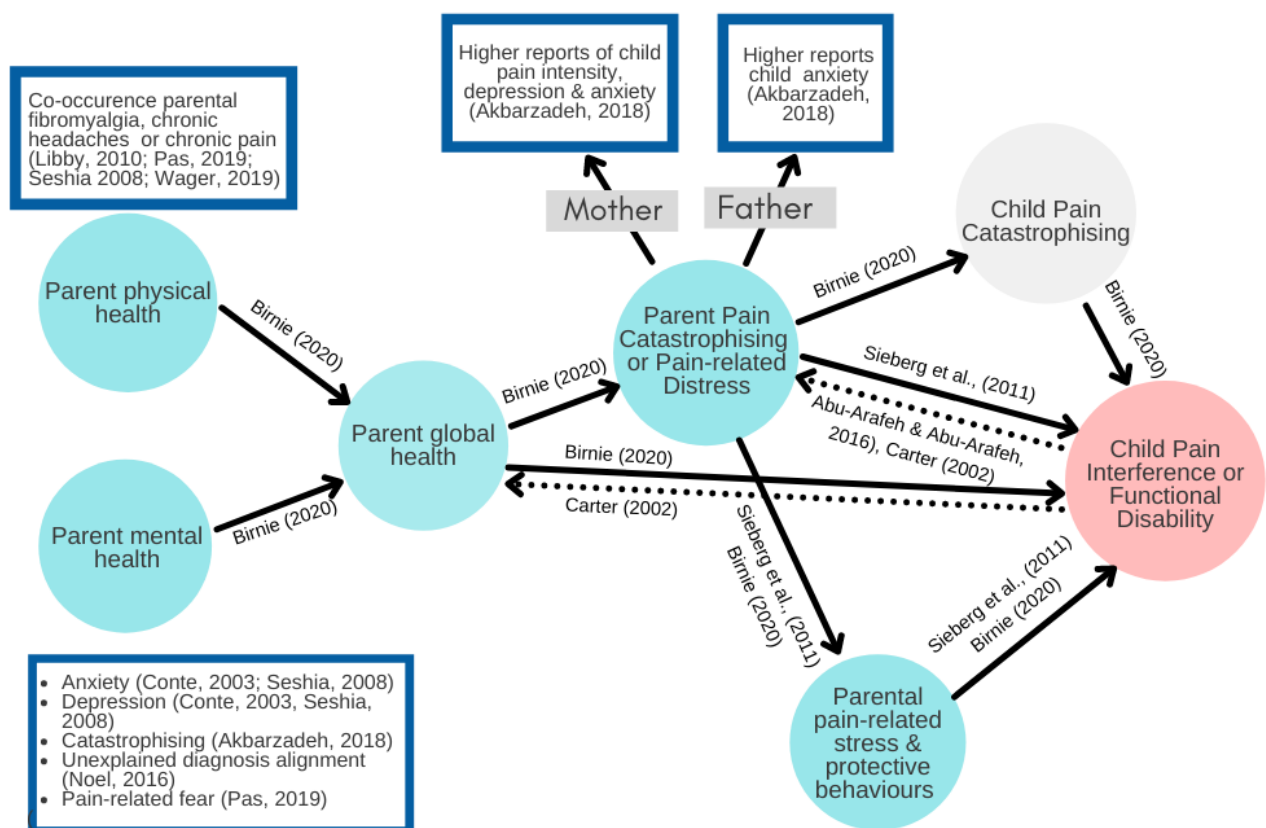 Higher reports of child
pain intensity,
depression & anxiety
(Akbarzadeh, 2018)
Higher reports
child anxiety
(Akbarzadeh,
2018)
Co-occurence parental
fibromyalgia, chronic
headaches or chronic pain
(Libby, 2010; Pas, 2019;
Seshia 2008; Wager, 2019)
Mother
Father
Child Pain
Catastrophising
Parent physical
health
Birnie (2020)
Birnie (2020)
Birnie (2020)
Parent Pain
Catastrophising
or Pain-related
Distress
Birnie (2020)
Sieberg et al., (2011)
Abu-Arafeh & Abu-Arafeh,
2016), Carter (2002)
Parent global
health
Birnie (2020)
Carter (2002)
Child Pain
Interference or
Functional
Disability
Parent mental
health
Birnie (2020)
Sieberg et al., (2011)
Birnie (2020)
Sieberg et al., (2011)
Birnie (2020)
Parental
pain-related
stress &
protective
behaviours
• Anxiety (Conte, 2003; Seshia, 2008)
• Depression (Conte, 2003, Seshia,
2008)
• Catastrophising (Akbarzadeh, 2018)
• Unexplained diagnosis alignment
(Noel, 2016)
• Pain-related fear (Pas, 2019)
(